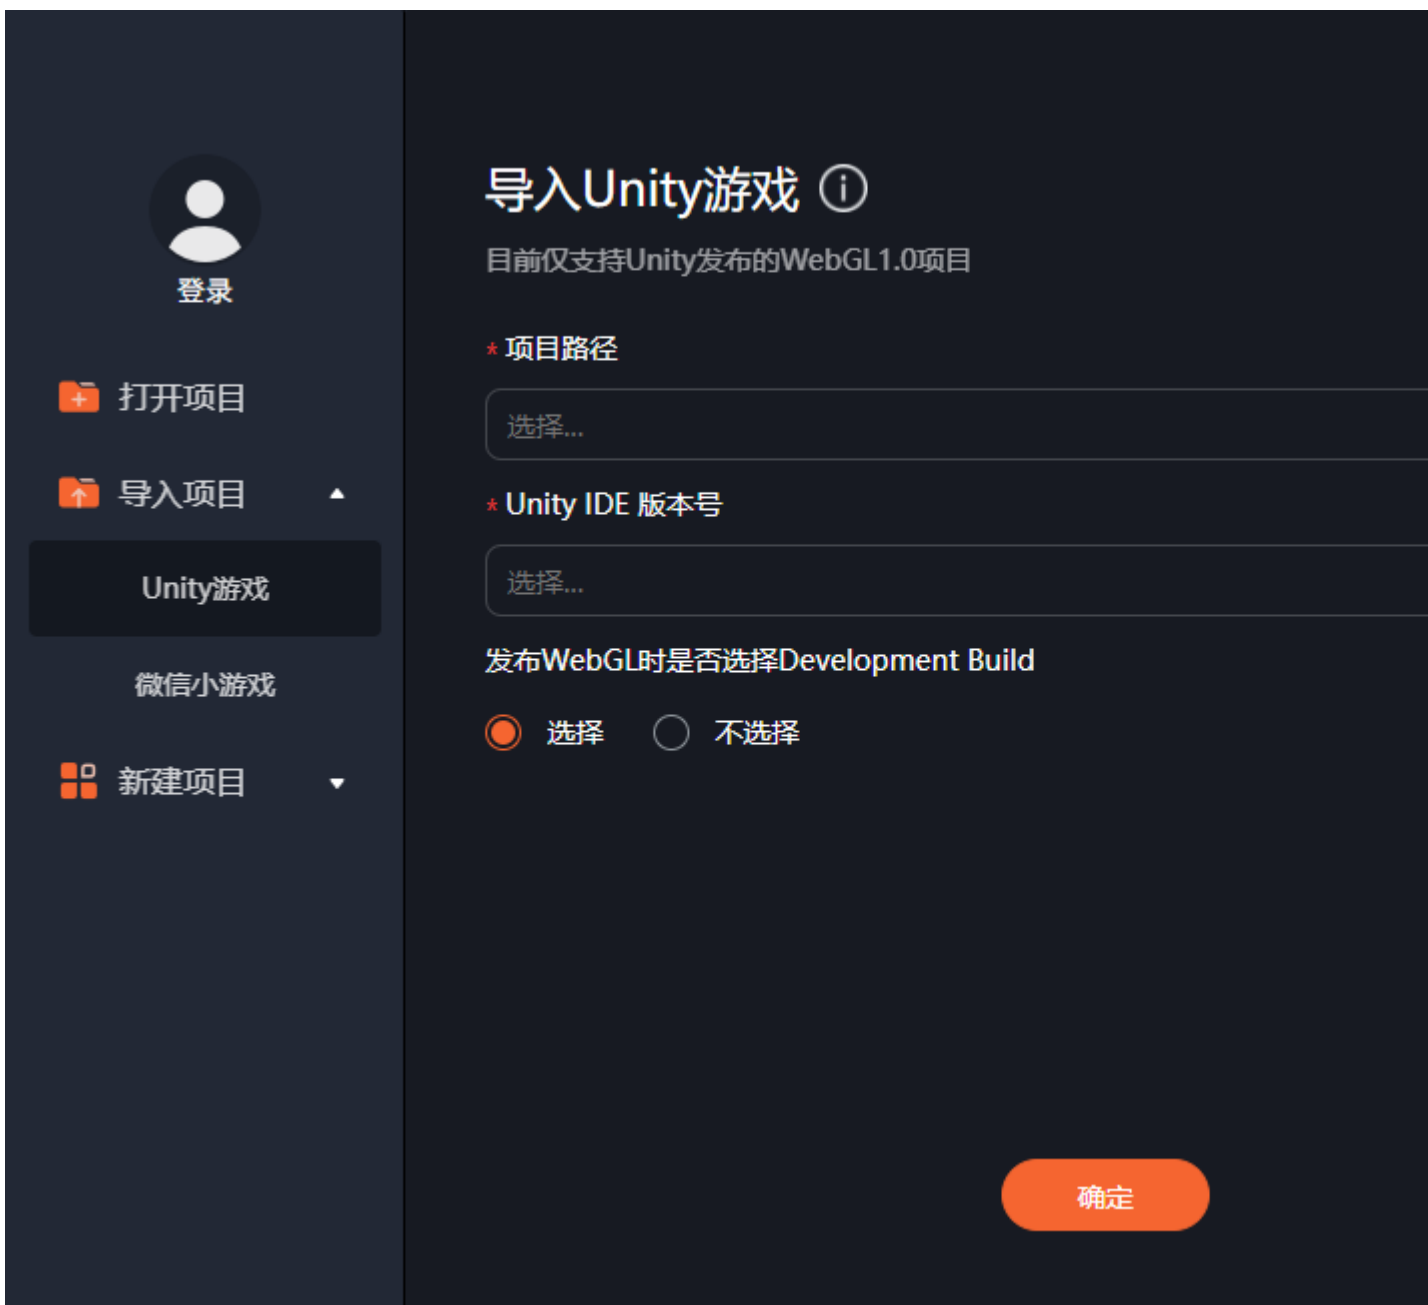 登录
打开项目
导入项目
Unity游戏
微信小游戏
新建项目
导入Unity游戏
目前仅支持Unity发布的WebGL1.0项目
* 项目路径
选择...
* Unity IDE 版本号
选择...
发布WebGL时是否选择Development Build
选择 不选择
确定